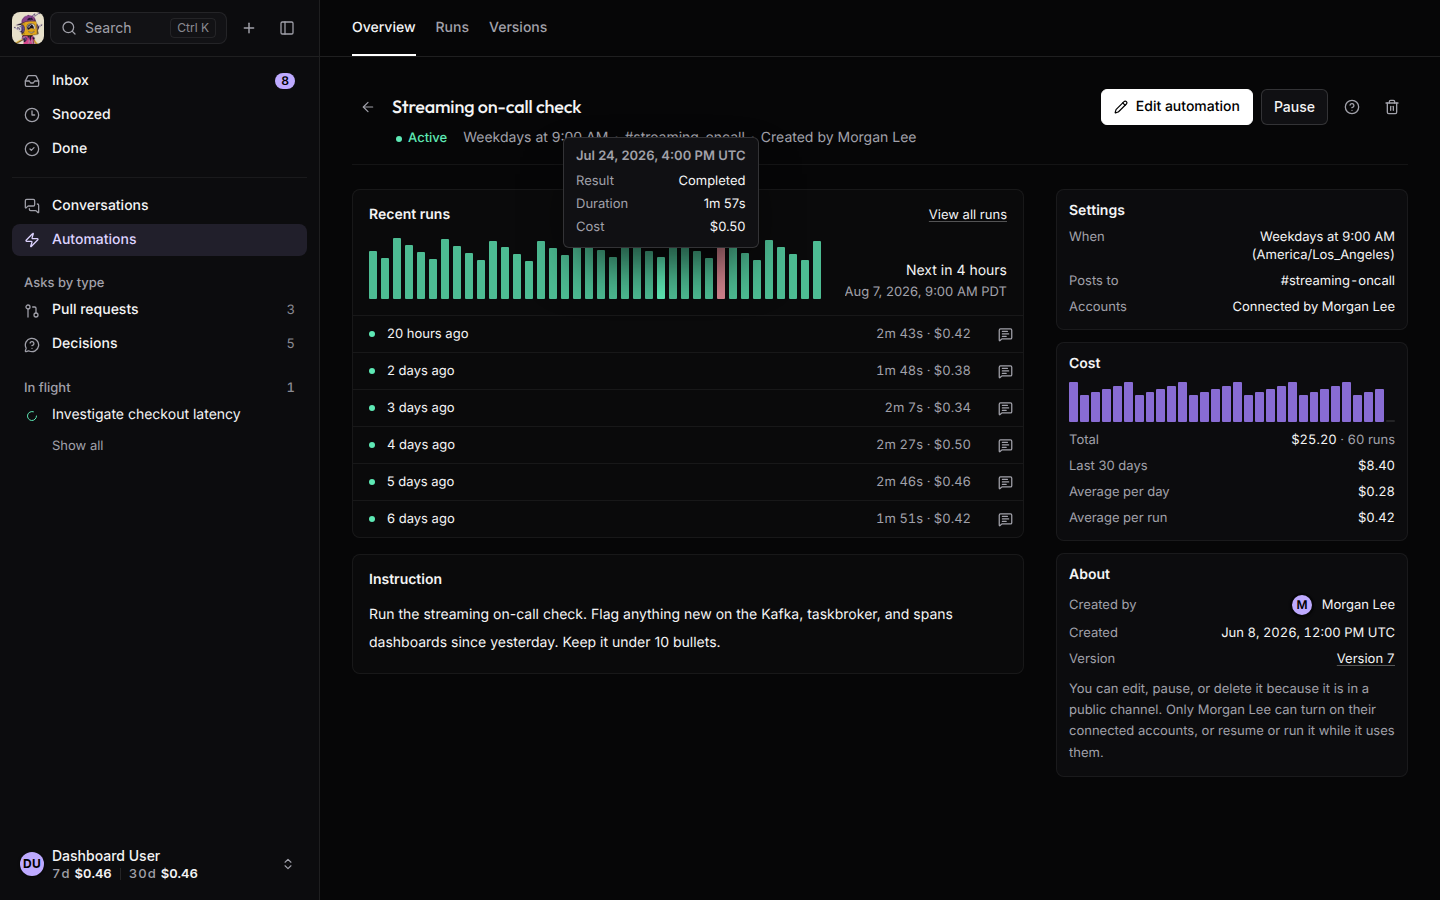 Search
Ctrl K
Inbox
8
Snoozed
Done
Conversations
Automations
Asks by type
Pull requests
3
Decisions
5
In flight
1
Investigate checkout latency
Show all
DU
Dashboard User
7d $0.46 | 30d $0.46
Overview
Runs
Versions
Streaming on-call check
Edit automation
Pause
Active
Weekdays at 9:00 AM · #streaming-oncall · Created by Morgan Lee
Jul 24, 2026, 4:00 PM UTC
Result Completed
Duration 1m 57s
Cost $0.50
Recent runs
View all runs
Next in 4 hours
Aug 7, 2026, 9:00 AM PDT
20 hours ago 2m 43s · $0.42
2 days ago 1m 48s · $0.38
3 days ago 2m 7s · $0.34
4 days ago 2m 27s · $0.50
5 days ago 2m 46s · $0.46
6 days ago 1m 51s · $0.42
Instruction
Run the streaming on-call check. Flag anything new on the Kafka, taskbroker, and spans
dashboards since yesterday. Keep it under 10 bullets.
Settings
When Weekdays at 9:00 AM
(America/Los_Angeles)
Posts to #streaming-oncall
Accounts Connected by Morgan Lee
Cost
Total $25.20 · 60 runs
Last 30 days $8.40
Average per day $0.28
Average per run $0.42
About
Created by M Morgan Lee
Created Jun 8, 2026, 12:00 PM UTC
Version Version 7
You can edit, pause, or delete it because it is in a
public channel. Only Morgan Lee can turn on their
connected accounts, or resume or run it while it uses
them.